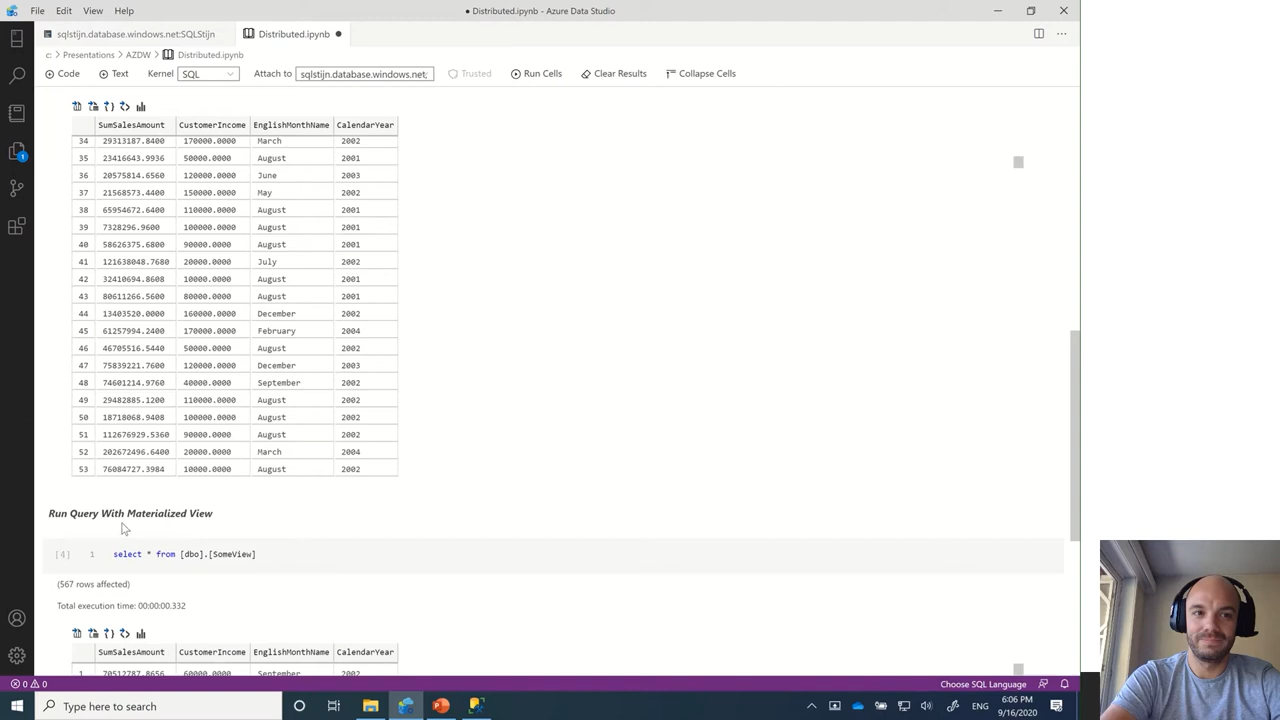 File Edit View Help
● Distributed.ipynb - Azure Data Studio
sqlstijn.database.windows.net:SQLStijn
Distributed.ipynb
c > Presentations > AZDW > Distributed.ipynb
Code Text Kernel SQL Attach to sqlstijn.database.windows.net; Trusted Run Cells Clear Results Collapse Cells
SumSalesAmount CustomerIncome EnglishMonthName CalendarYear
34 29313187.8400 170000.0000 March 2002
35 23416643.9936 50000.0000 August 2001
36 20575814.6560 120000.0000 June 2003
37 21568573.4400 150000.0000 May 2002
38 65954672.6400 110000.0000 August 2001
39 7328296.9600 100000.0000 August 2001
40 58626375.6800 90000.0000 August 2001
41 121638048.7680 20000.0000 July 2002
42 32410694.8608 10000.0000 August 2001
43 80611266.5600 80000.0000 August 2001
44 13403520.0000 160000.0000 December 2002
45 61257994.2400 170000.0000 February 2004
46 46705516.5440 50000.0000 August 2002
47 75839221.7600 120000.0000 December 2003
48 74601214.9760 40000.0000 September 2002
49 29482885.1200 110000.0000 August 2002
50 18718068.9408 100000.0000 August 2002
51 112676929.5360 90000.0000 August 2002
52 202672496.6400 20000.0000 March 2004
53 76084727.3984 10000.0000 August 2002
Run Query With Materialized View
[4] 1 select * from [dbo].[SomeView]
(567 rows affected)
Total execution time: 00:00:00.332
SumSalesAmount CustomerIncome EnglishMonthName CalendarYear
1 70512787.8656 60000.0000 September 2002
0 0
Choose SQL Language
Type here to search
ENG
6:06 PM
9/16/2020
1